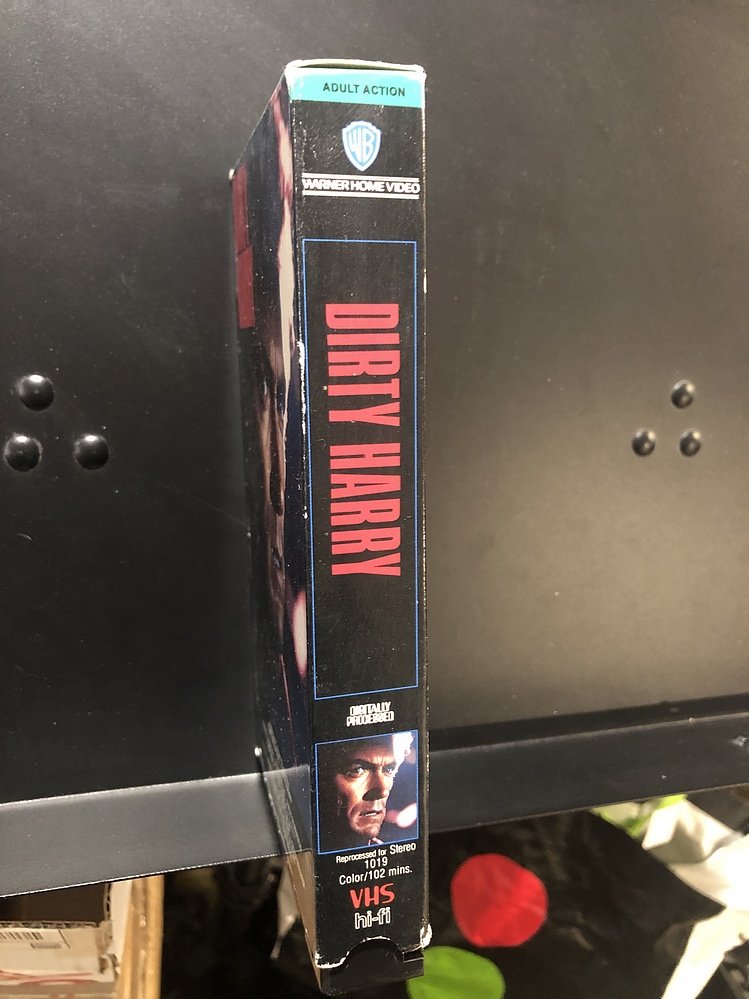 ADULT ACTION
WB
WARNER HOME VIDEO
DIRTY HARRY
DIGITALLY
PROCESSED
Reprocessed for Stereo
1019
Color/102 mins.
VHS
hi-fi